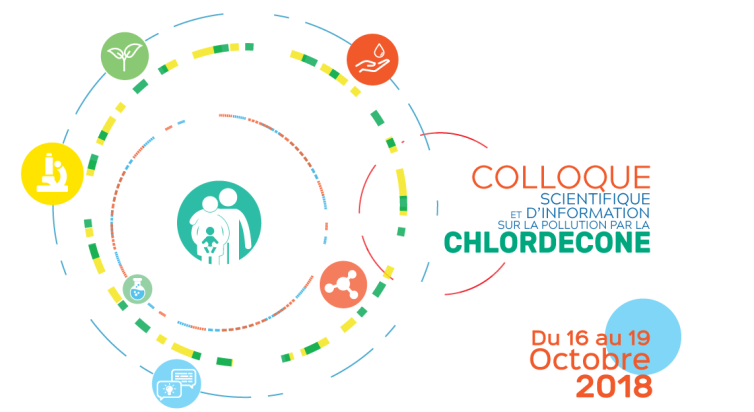 COLLOQUE
SCIENTIFIQUE
ET D'INFORMATION
SUR LA POLLUTION PAR LA
CHLORDECONE
Du 16 au 19
Octobre
2018